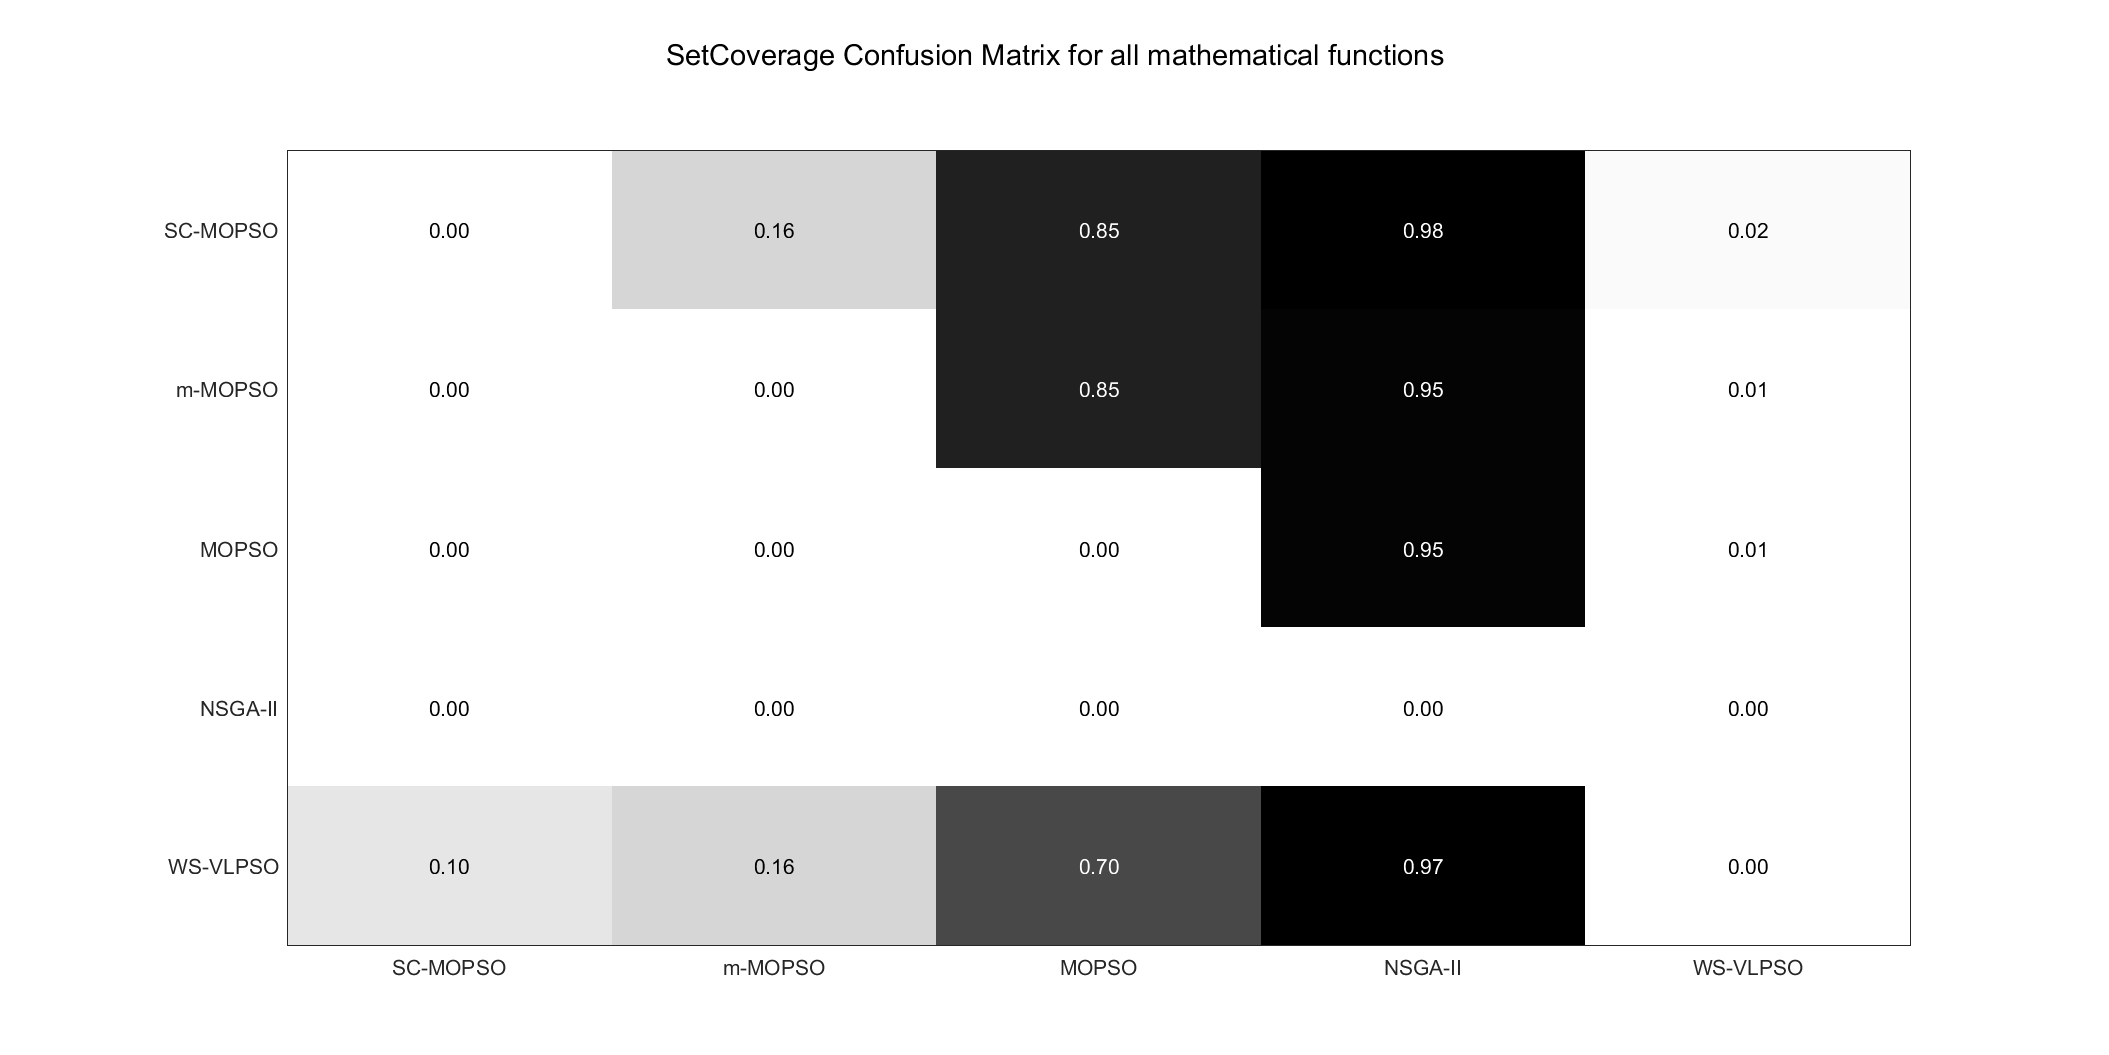 SetCoverage Confusion Matrix for all mathematical functions
SC-MOPSO 0.00 0.16 0.85 0.98 0.02
m-MOPSO 0.00 0.00 0.85 0.95 0.01
MOPSO 0.00 0.00 0.00 0.95 0.01
NSGA-II 0.00 0.00 0.00 0.00 0.00
WS-VLPSO 0.10 0.16 0.70 0.97 0.00
SC-MOPSO m-MOPSO MOPSO NSGA-II WS-VLPSO